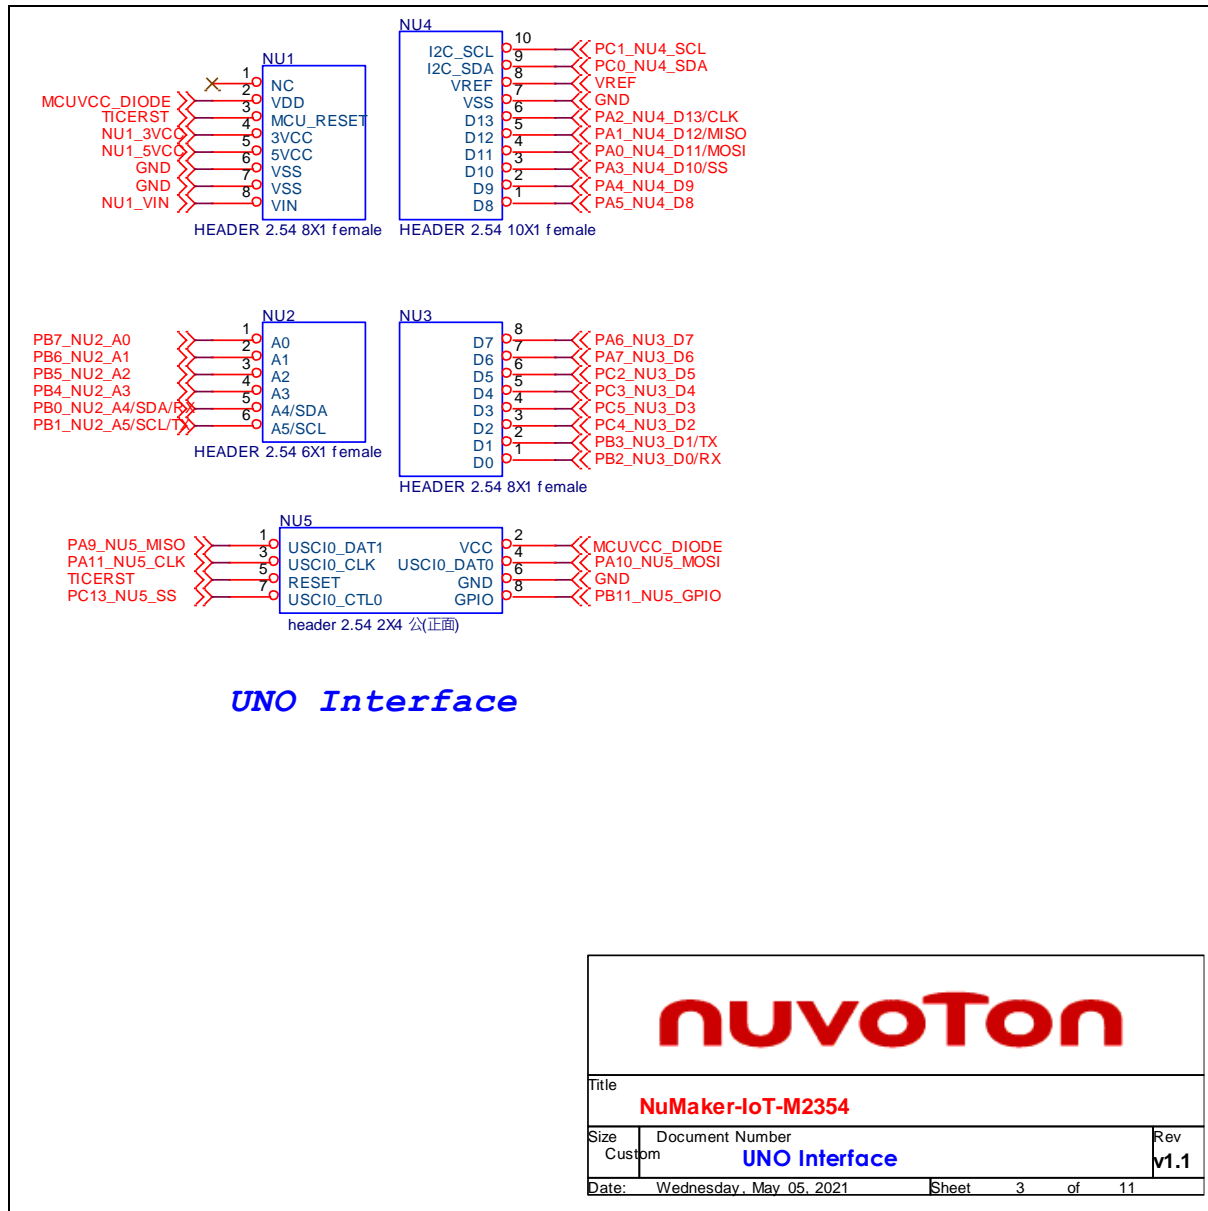 NU1
1 NC
MCUVCC_DIODE 2 VDD
TICERST 3 MCU_RESET
NU1_3VCC 4 3VCC
NU1_5VCC 5 5VCC
GND 6 VSS
GND 7 VSS
NU1_VIN 8 VIN
HEADER 2.54 8X1 female
NU4
I2C_SCL 10 PC1_NU4_SCL
I2C_SDA 9 PC0_NU4_SDA
VREF 8 VREF
VSS 7 GND
D13 6 PA2_NU4_D13/CLK
D12 5 PA1_NU4_D12/MISO
D11 4 PA0_NU4_D11/MOSI
D10 3 PA3_NU4_D10/SS
D9 2 PA4_NU4_D9
D8 1 PA5_NU4_D8
HEADER 2.54 10X1 female
NU2
PB7_NU2_A0 1 A0
PB6_NU2_A1 2 A1
PB5_NU2_A2 3 A2
PB4_NU2_A3 4 A3
PB0_NU2_A4/SDA/RX 5 A4/SDA
PB1_NU2_A5/SCL/TX 6 A5/SCL
HEADER 2.54 6X1 female
NU3
D7 8 PA6_NU3_D7
D6 7 PA7_NU3_D6
D5 6 PC2_NU3_D5
D4 5 PC3_NU3_D4
D3 4 PC5_NU3_D3
D2 3 PC4_NU3_D2
D1 2 PB3_NU3_D1/TX
D0 1 PB2_NU3_D0/RX
HEADER 2.54 8X1 female
NU5
PA9_NU5_MISO 1 USCI0_DAT1 VCC 2 MCUVCC_DIODE
PA11_NU5_CLK 3 USCI0_CLK USCI0_DAT0 4 PA10_NU5_MOSI
TICERST 5 RESET GND 6 GND
PC13_NU5_SS 7 USCI0_CTL0 GPIO 8 PB11_NU5_GPIO
header 2.54 2X4 公(正面)
UNO Interface
nuvoTon
Title
NuMaker-IoT-M2354
Size Document Number Rev
Custom UNO Interface v1.1
Date: Wednesday, May 05, 2021 Sheet 3 of 11